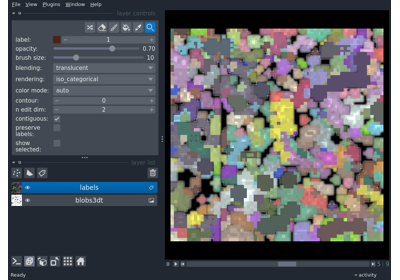 File View Plugins Window Help
layer controls
label: 1
opacity: 0.70
brush size: 10
blending: translucent
rendering: iso_categorical
color mode: auto
contour: 0
n edit dim: 2
contiguous:
preserve
labels:
show
selected:
layer list
labels
blobs3dt
Ready
activity